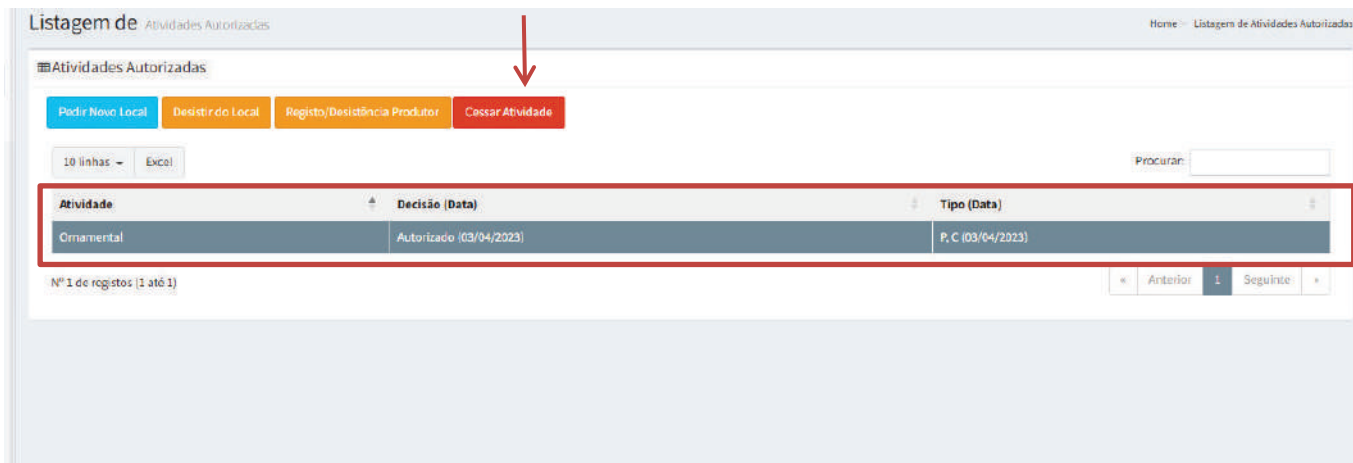 Listagem de Atividades Autorizadas
Home Listagem de Atividades Autorizadas
Atividades Autorizadas
Pedir Novo Local Desistir do Local Registo/Desistência Produtor Cessar Atividade
10 linhas Excel Procurar:
Atividade Decisão (Data) Tipo (Data)
Ornamental Autorizado (03/04/2023) P, C (03/04/2023)
Nº 1 de registos (1 até 1) « Anterior 1 Seguinte »